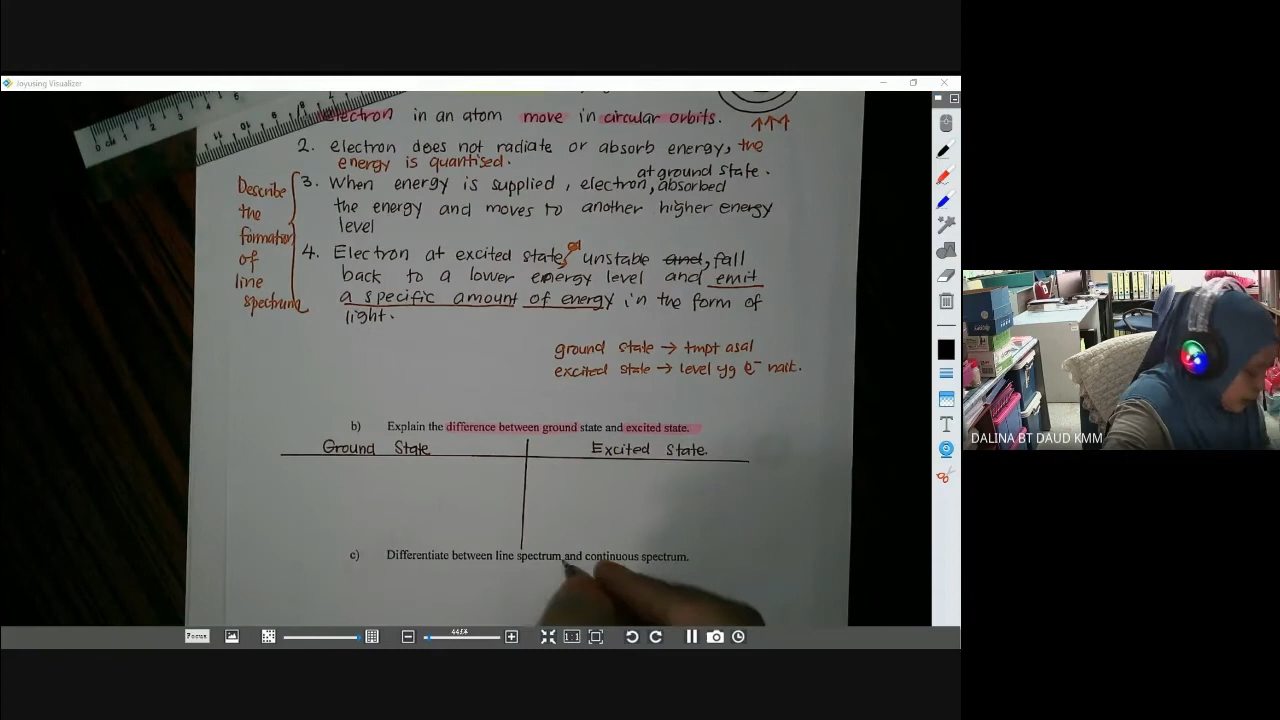 Joyusing Visualizer
electron in an atom move in circular orbits.
2. electron does not radiate or absorb energy, the
energy is quantised.
at ground state.
3. When energy is supplied, electron, absorbed
the energy and moves to another higher energy
level
4. Electron at excited state, unstable and, fall
back to a lower energy level and emit
a specific amount of energy in the form of
light.
Describe
the
formation
of
line
spectrum
ground state → tmpt asal
excited state → level yg e⁻ naik.
b) Explain the difference between ground state and excited state.
Ground State Excited State.
c) Differentiate between line spectrum and continuous spectrum.
DALINA BT DAUD KMM
Focus
1:1